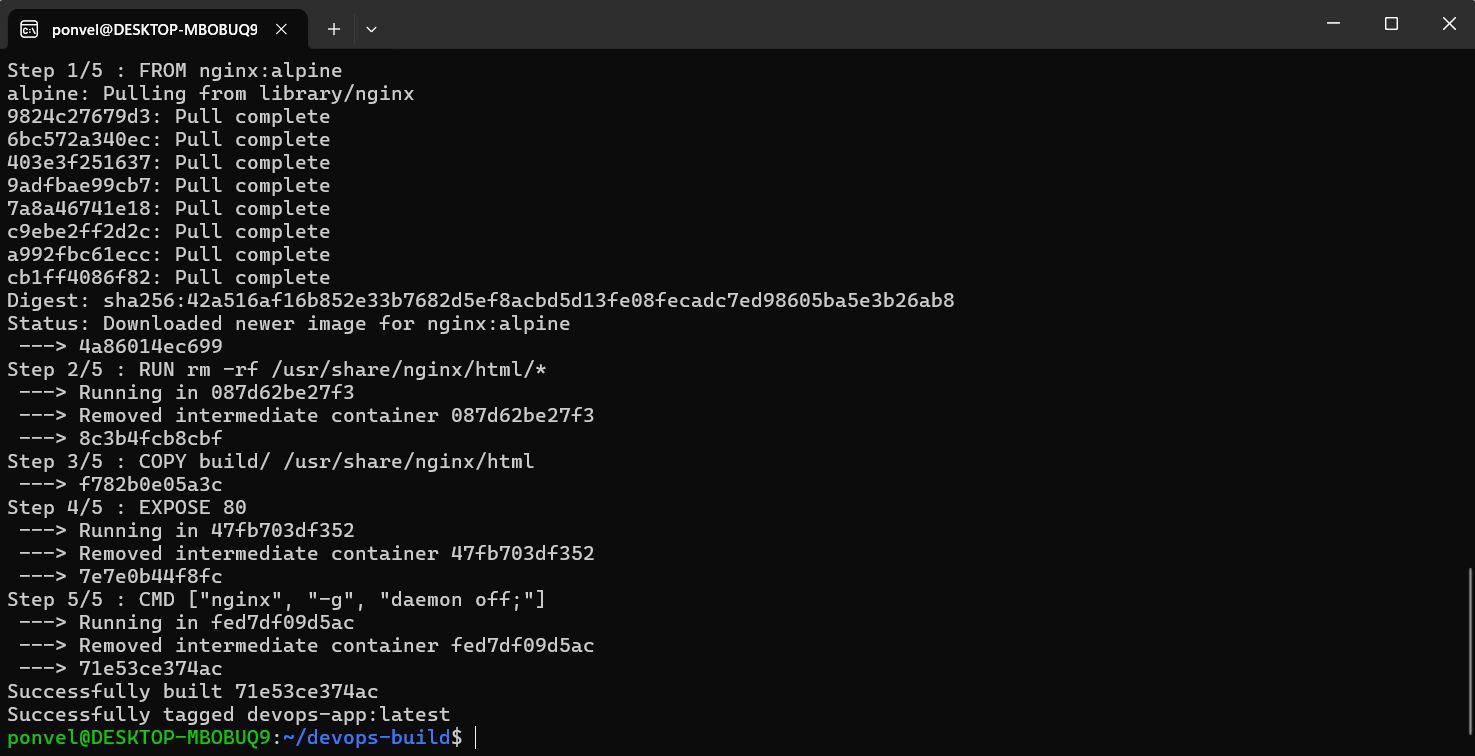 ponvel@DESKTOP-MBOBUQ9
Step 1/5 : FROM nginx:alpine
alpine: Pulling from library/nginx
9824c27679d3: Pull complete
6bc572a340ec: Pull complete
403e3f251637: Pull complete
9adfbae99cb7: Pull complete
7a8a46741e18: Pull complete
c9ebe2ff2d2c: Pull complete
a992fbc61ecc: Pull complete
cb1ff4086f82: Pull complete
Digest: sha256:42a516af16b852e33b7682d5ef8acbd5d13fe08fecadc7ed98605ba5e3b26ab8
Status: Downloaded newer image for nginx:alpine
 ---> 4a86014ec699
Step 2/5 : RUN rm -rf /usr/share/nginx/html/*
 ---> Running in 087d62be27f3
 ---> Removed intermediate container 087d62be27f3
 ---> 8c3b4fcb8cbf
Step 3/5 : COPY build/ /usr/share/nginx/html
 ---> f782b0e05a3c
Step 4/5 : EXPOSE 80
 ---> Running in 47fb703df352
 ---> Removed intermediate container 47fb703df352
 ---> 7e7e0b44f8fc
Step 5/5 : CMD ["nginx", "-g", "daemon off;"]
 ---> Running in fed7df09d5ac
 ---> Removed intermediate container fed7df09d5ac
 ---> 71e53ce374ac
Successfully built 71e53ce374ac
Successfully tagged devops-app:latest
ponvel@DESKTOP-MBOBUQ9:~/devops-build$